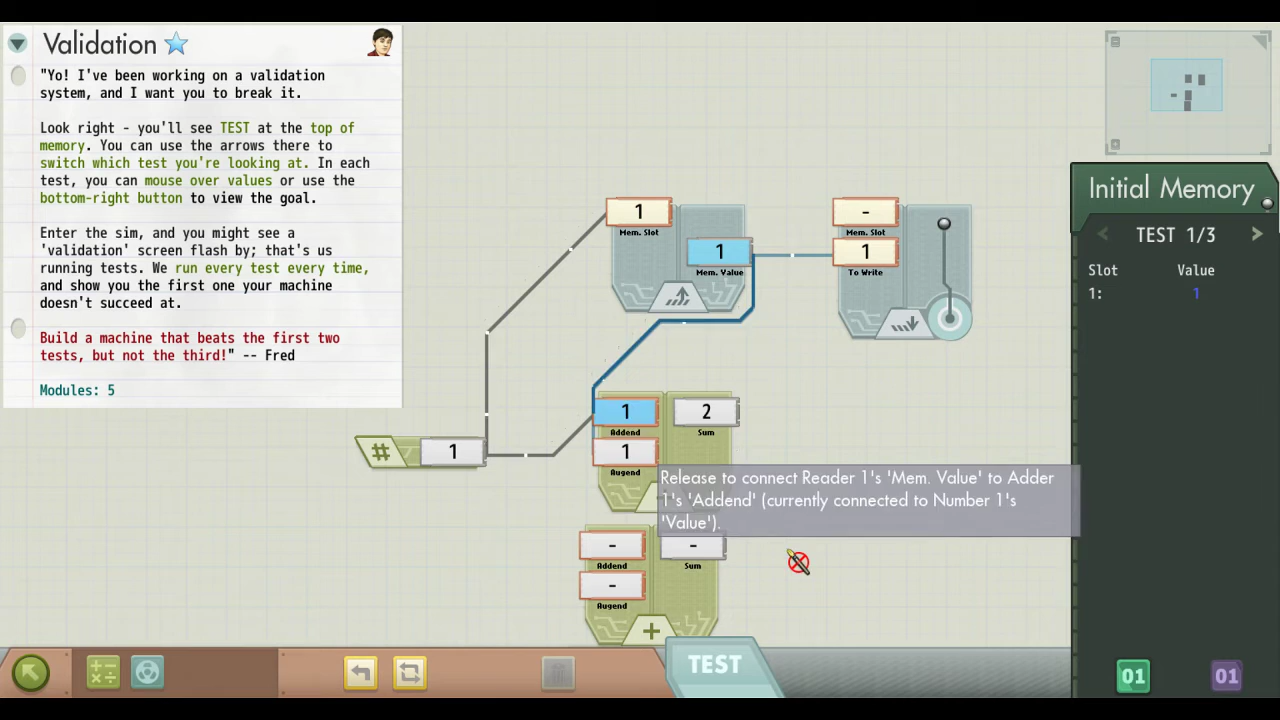 Validation
"Yo! I've been working on a validation
system, and I want you to break it.
Look right - you'll see TEST at the top of
memory. You can use the arrows there to
switch which test you're looking at. In each
test, you can mouse over values or use the
bottom-right button to view the goal.
Enter the sim, and you might see a
'validation' screen flash by; that's us
running tests. We run every test every time,
and show you the first one your machine
doesn't succeed at.
Build a machine that beats the first two
tests, but not the third!" -- Fred
Modules: 5
1
Mem. Slot
1
Mem. Value
-
Mem. Slot
1
To Write
# 1
1
Addend
2
Sum
1
Augend
Release to connect Reader 1's 'Mem. Value' to Adder
1's 'Addend' (currently connected to Number 1's
'Value').
-
Addend
-
Sum
-
Augend
+
TEST
Initial Memory
< TEST 1/3 >
Slot Value
1: 1
01 01